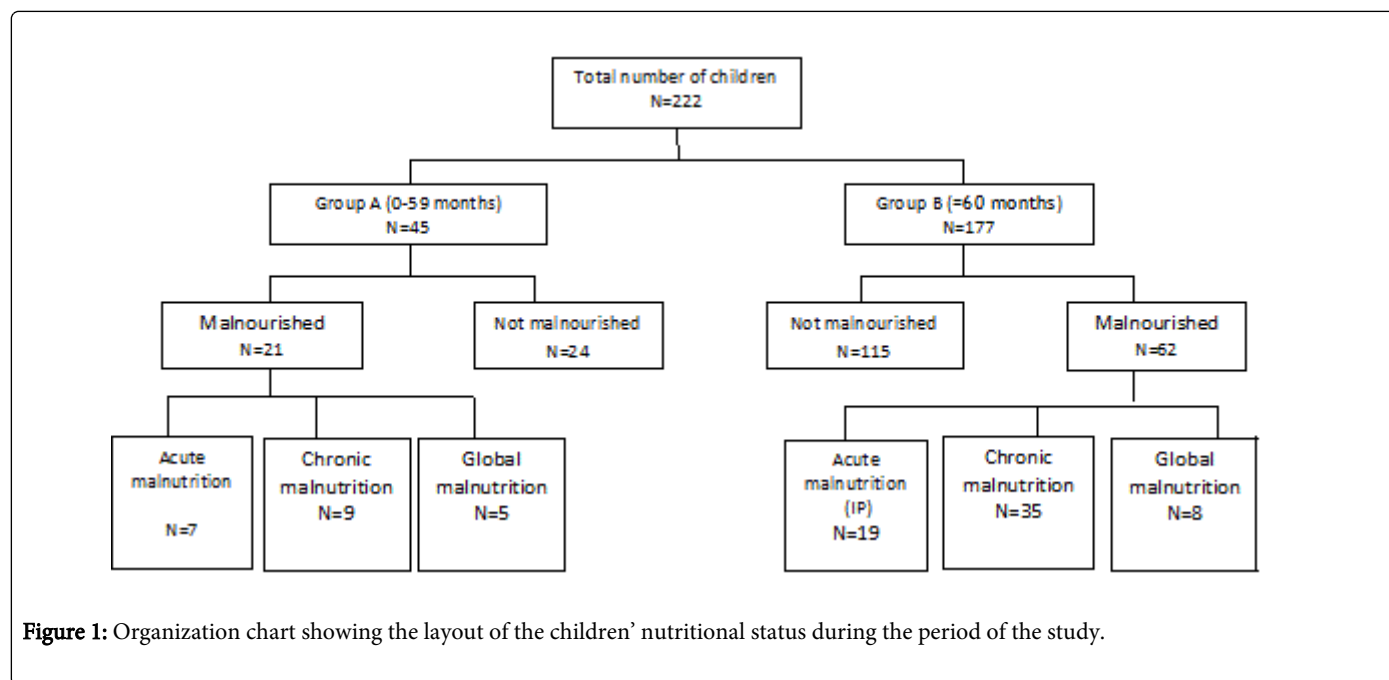 Total number of children
N=222
Group A (0-59 months)
N=45
Group B (=60 months)
N=177
Malnourished
N=21
Not malnourished
N=24
Not malnourished
N=115
Malnourished
N=62
Acute
malnutrition
N=7
Chronic
malnutrition
N=9
Global
malnutrition
N=5
Acute
malnutrition
(IP)
N=19
Chronic
malnutrition
N=35
Global
malnutrition
N=8
Figure 1: Organization chart showing the layout of the children’ nutritional status during the period of the study.